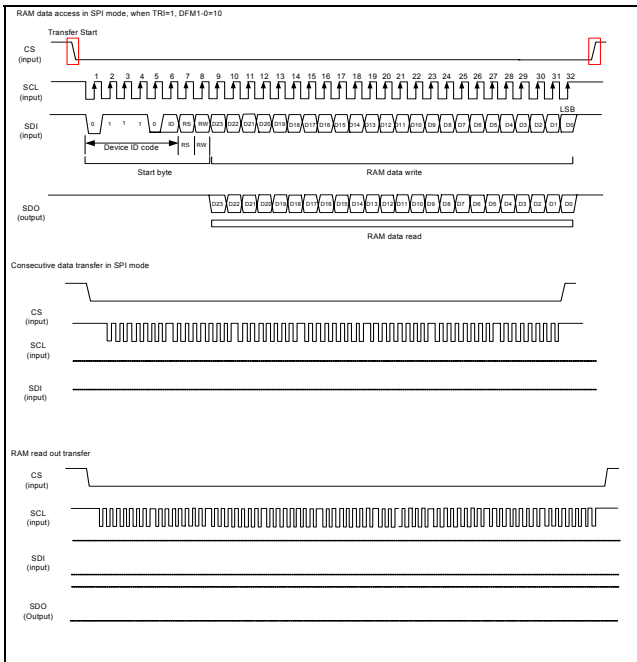 RAM data access in SPI mode, when TRI=1, DFM1-0=10
Transfer Start
CS
(input)
1 2 3 4 5 6 7 8 9 10 11 12 13 14 15 16 17 18 19 20 21 22 23 24 25 26 27 28 29 30 31 32
SCL
(input)
LSB
SDI
(input)
0 1 1 1 0 ID RS RW D23 D22 D21 D20 D19 D18 D17 D16 D15 D14 D13 D12 D11 D10 D9 D8 D7 D6 D5 D4 D3 D2 D1 D0
Device ID code RS RW
Start byte RAM data write
SDO
(output)
D23 D22 D21 D20 D19 D18 D17 D16 D15 D14 D13 D12 D11 D10 D9 D8 D7 D6 D5 D4 D3 D2 D1 D0
RAM data read
Consecutive data transfer in SPI mode
CS
(input)
SCL
(input)
SDI
(input)
RAM read out transfer
CS
(input)
SCL
(input)
SDI
(input)
SDO
(Output)